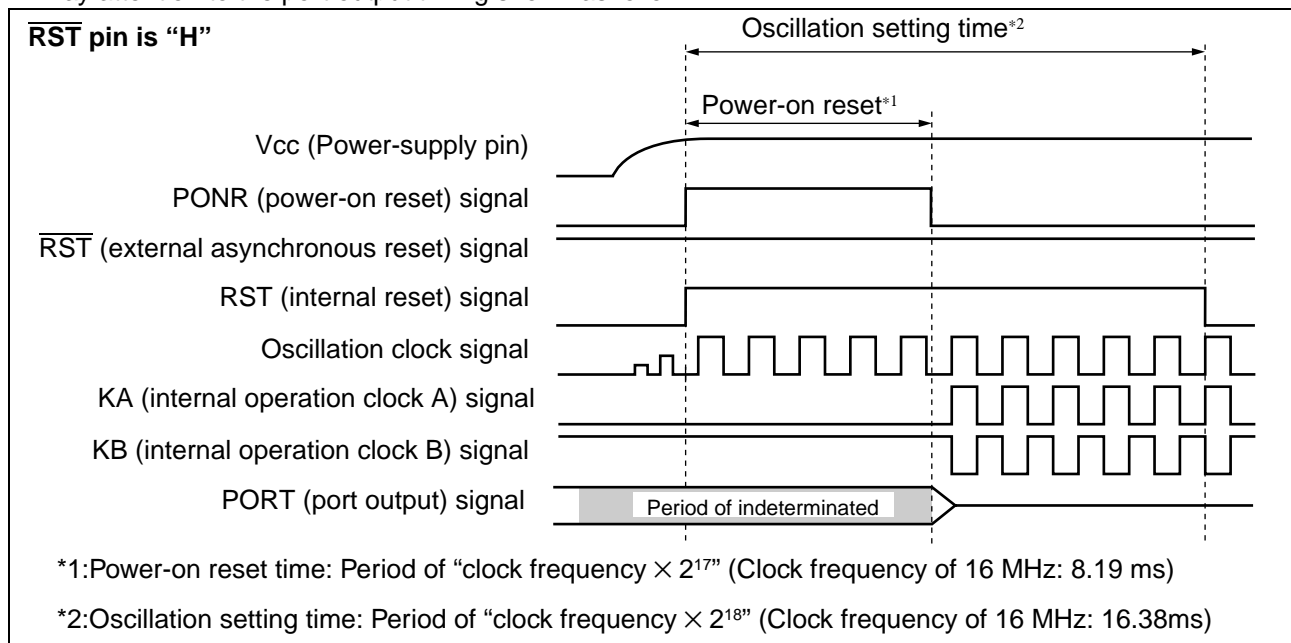 RST pin is “H”
Oscillation setting time*2
Power-on reset*1
Vcc (Power-supply pin)
PONR (power-on reset) signal
RST (external asynchronous reset) signal
RST (internal reset) signal
Oscillation clock signal
KA (internal operation clock A) signal
KB (internal operation clock B) signal
PORT (port output) signal
Period of indeterminated
*1:Power-on reset time: Period of “clock frequency × 2¹⁷” (Clock frequency of 16 MHz: 8.19 ms)
*2:Oscillation setting time: Period of “clock frequency × 2¹⁸” (Clock frequency of 16 MHz: 16.38ms)